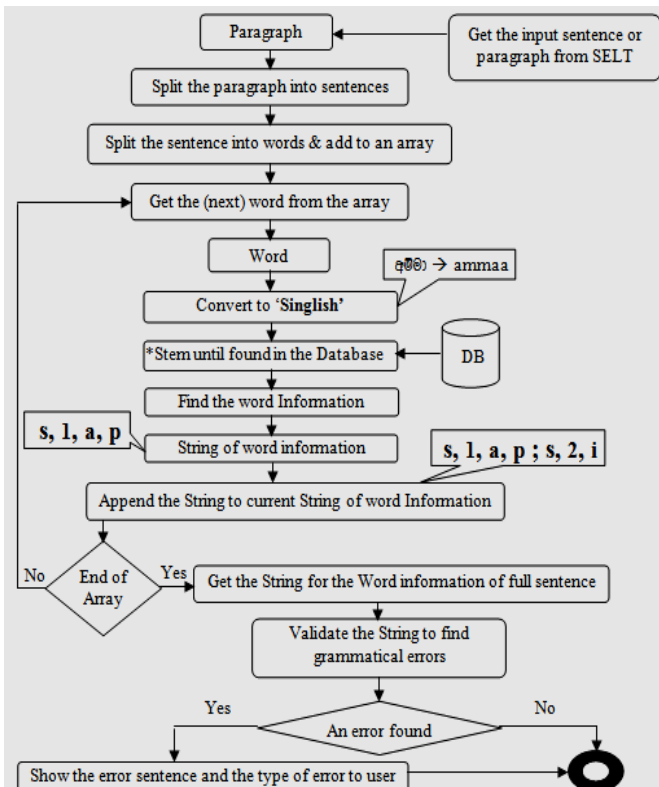 Paragraph
Get the input sentence or
paragraph from SELT
Split the paragraph into sentences
Split the sentence into words & add to an array
Get the (next) word from the array
Word
අම්මා → ammaa
Convert to ‘Singlish’
*Stem until found in the Database
DB
Find the word Information
s, 1, a, p
String of word information
s, 1, a, p ; s, 2, i
Append the String to current String of word Information
No
End of
Array
Yes
Get the String for the Word information of full sentence
Validate the String to find
grammatical errors
Yes
An error found
No
Show the error sentence and the type of error to user